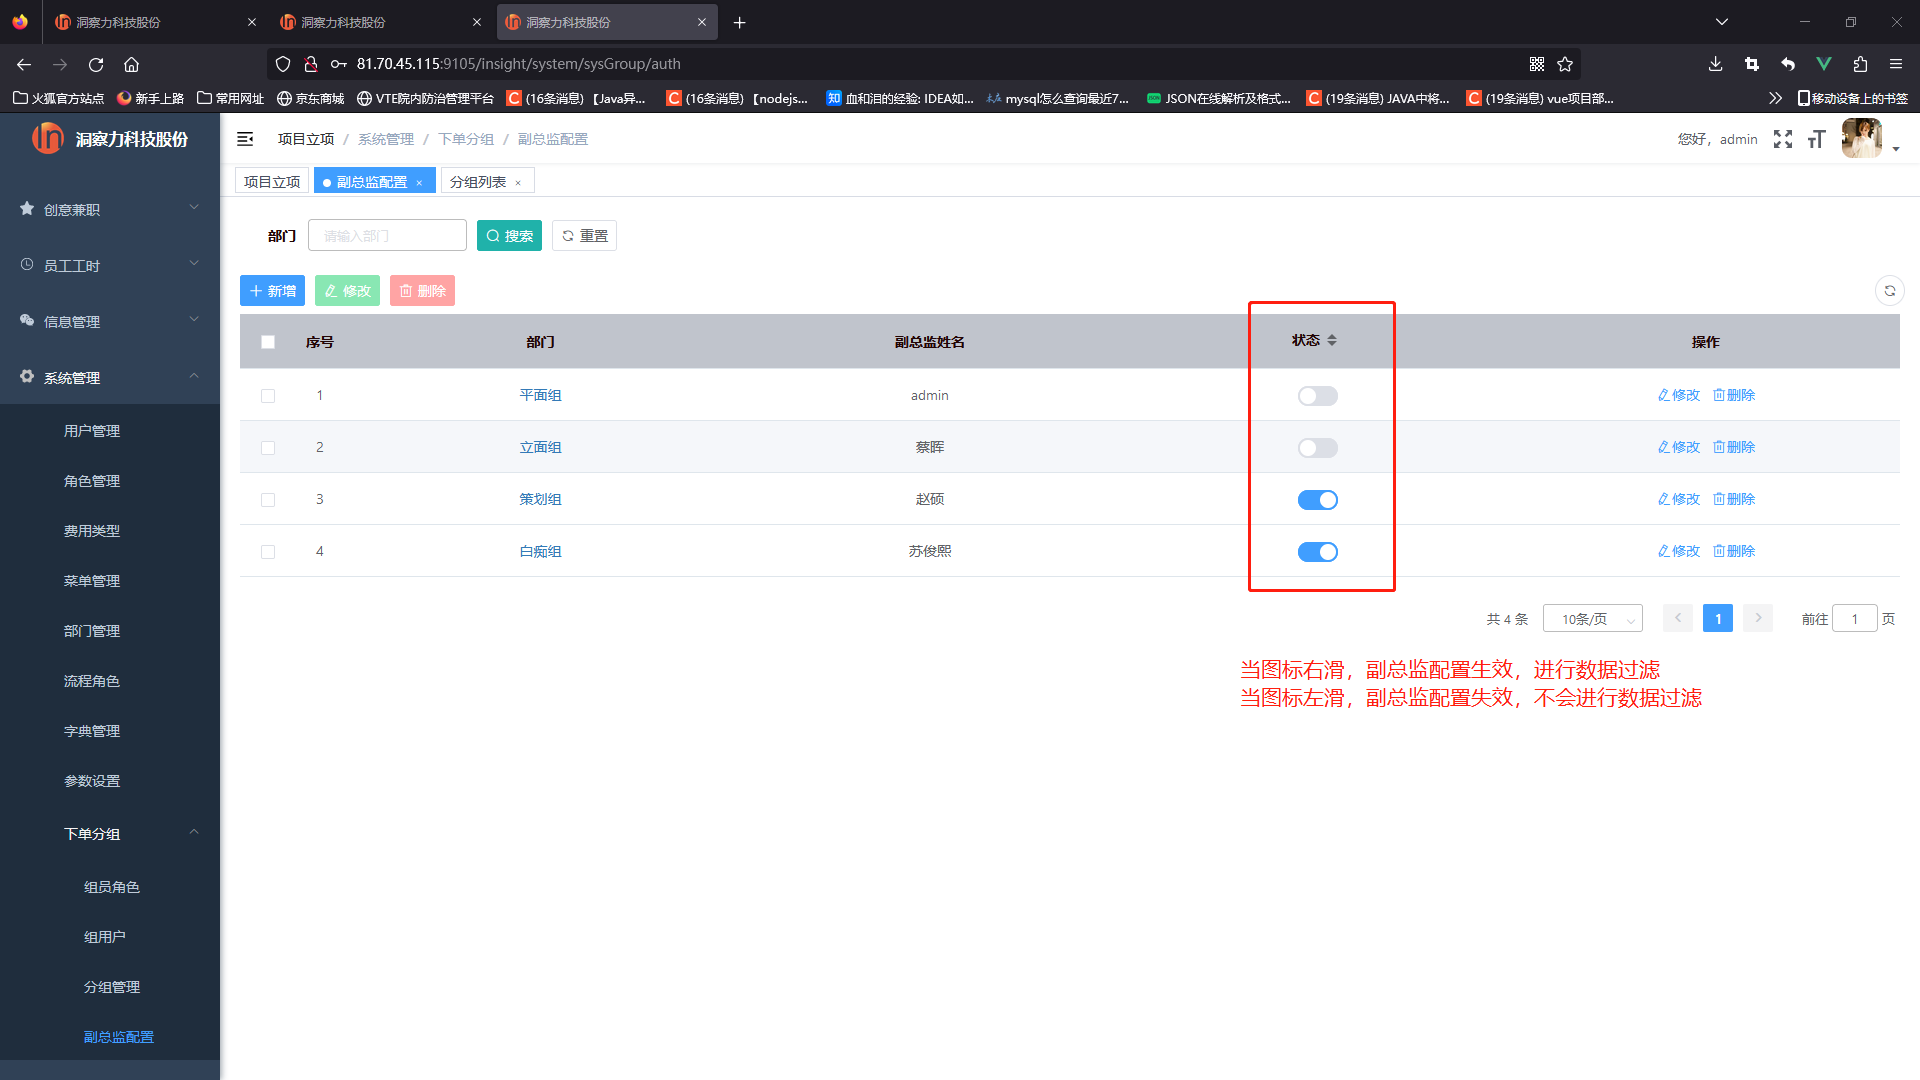 洞察力科技股份
洞察力科技股份
洞察力科技股份
81.70.45.115:9105/insight/system/sysGroup/auth
火狐官方站点
新手上路
常用网址
京东商城
VTE院内防治管理平台
(16条消息) 【Java异...
(16条消息) 【nodejs...
知 血和泪的经验: IDEA如...
mysql怎么查询最近7...
JSON在线解析及格式...
(19条消息) JAVA中将...
(19条消息) vue项目部...
移动设备上的书签
洞察力科技股份
项目立项 / 系统管理 / 下单分组 / 副总监配置
您好，admin
项目立项
副总监配置
分组列表
创意兼职
员工工时
信息管理
系统管理
用户管理
角色管理
费用类型
菜单管理
部门管理
流程角色
字典管理
参数设置
下单分组
组员角色
组用户
分组管理
副总监配置
部门 请输入部门 搜索 重置
新增 修改 删除
序号 部门 副总监姓名 状态 操作
1 平面组 admin 修改 删除
2 立面组 蔡晖 修改 删除
3 策划组 赵硕 修改 删除
4 白痴组 苏俊熙 修改 删除
共 4 条 10条/页 1 前往 1 页
当图标右滑，副总监配置生效，进行数据过滤
当图标左滑，副总监配置失效，不会进行数据过滤